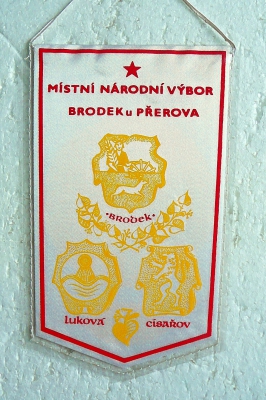 MÍSTNÍ NÁRODNÍ VÝBOR
BRODEK u PŘEROVA
·BRODEK·
LUKOVÁ
CÍSAŘOV